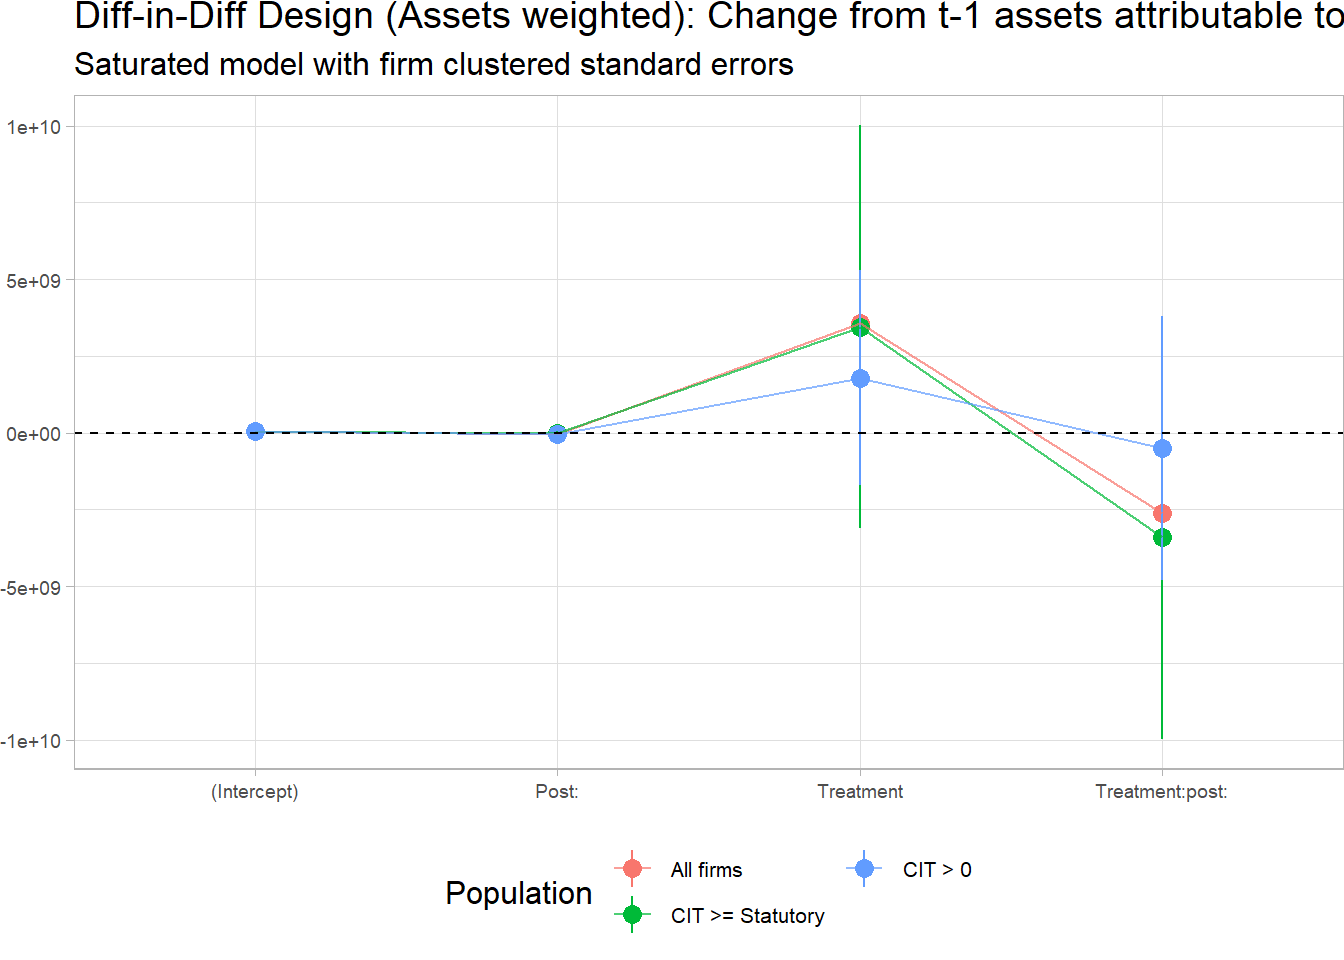 Diff-in-Diff Design (Assets weighted): Change from t-1 assets attributable to
Saturated model with firm clustered standard errors
1e+10
5e+09
0e+00
-5e+09
-1e+10
(Intercept)
Post:
Treatment
Treatment:post:
Population
All firms
CIT > 0
CIT >= Statutory